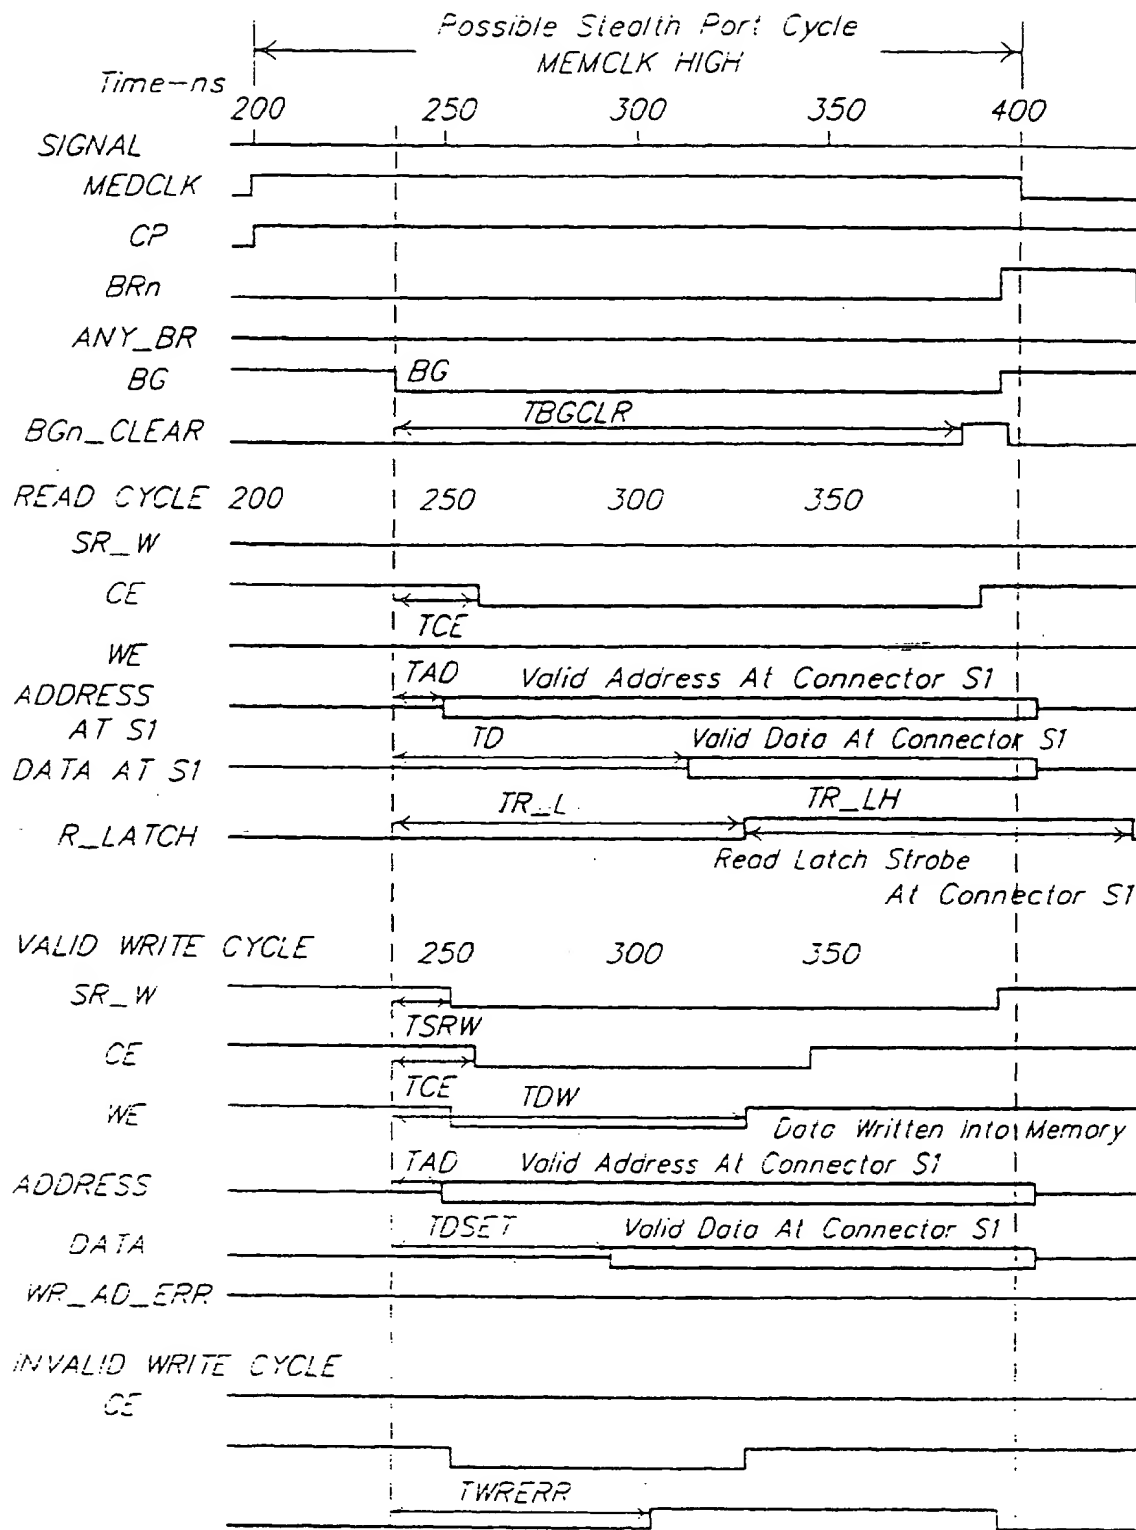 Possible Stealth Port Cycle
MEMCLK HIGH
Time-ns
200 250 300 350 400
SIGNAL
MEDCLK
CP
BRn
ANY_BR
BG BG
TBGCLR
BGn_CLEAR
READ CYCLE 200 250 300 350
SR_W
CE
TCE
WE
TAD Valid Address At Connector S1
ADDRESS
AT S1
TD Valid Data At Connector S1
DATA AT S1
TR_L TR_LH
R_LATCH
Read Latch Strobe
At Connector S1
VALID WRITE CYCLE 250 300 350
SR_W
TSRW
CE
TCE TDW
WE
Data Written Into Memory
TAD Valid Address At Connector S1
ADDRESS
TDSET Valid Data At Connector S1
DATA
WR_AD_ERR
INVALID WRITE CYCLE
CE
TWRERR